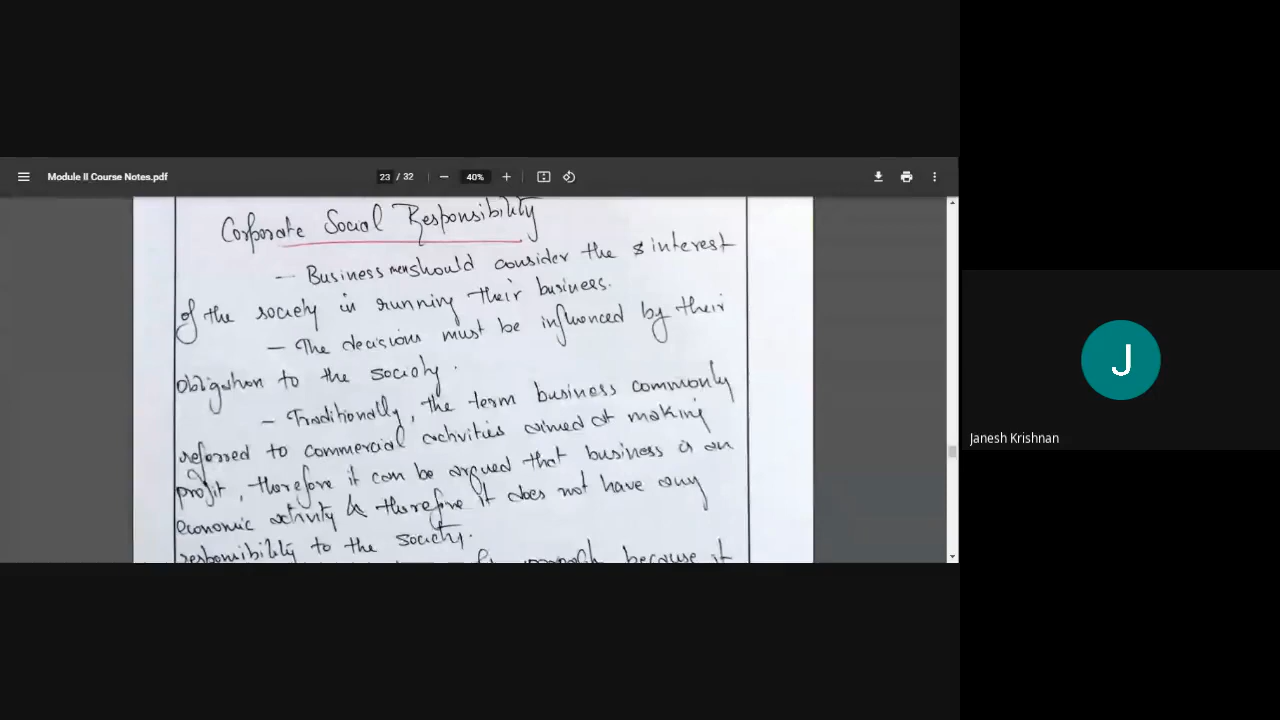 Module II Course Notes.pdf
23 / 32
40%
Corporate Social Responsibility
— Businessmen should consider the interest
of the society in running their business.
— The decisions must be influenced by their
obligation to the society.
— Traditionally, the term business commonly
referred to commercial activities aimed at making
profit, therefore it can be argued that business is an
economic activity & therefore it does not have any
responsibility to the society.
because it
J
Janesh Krishnan